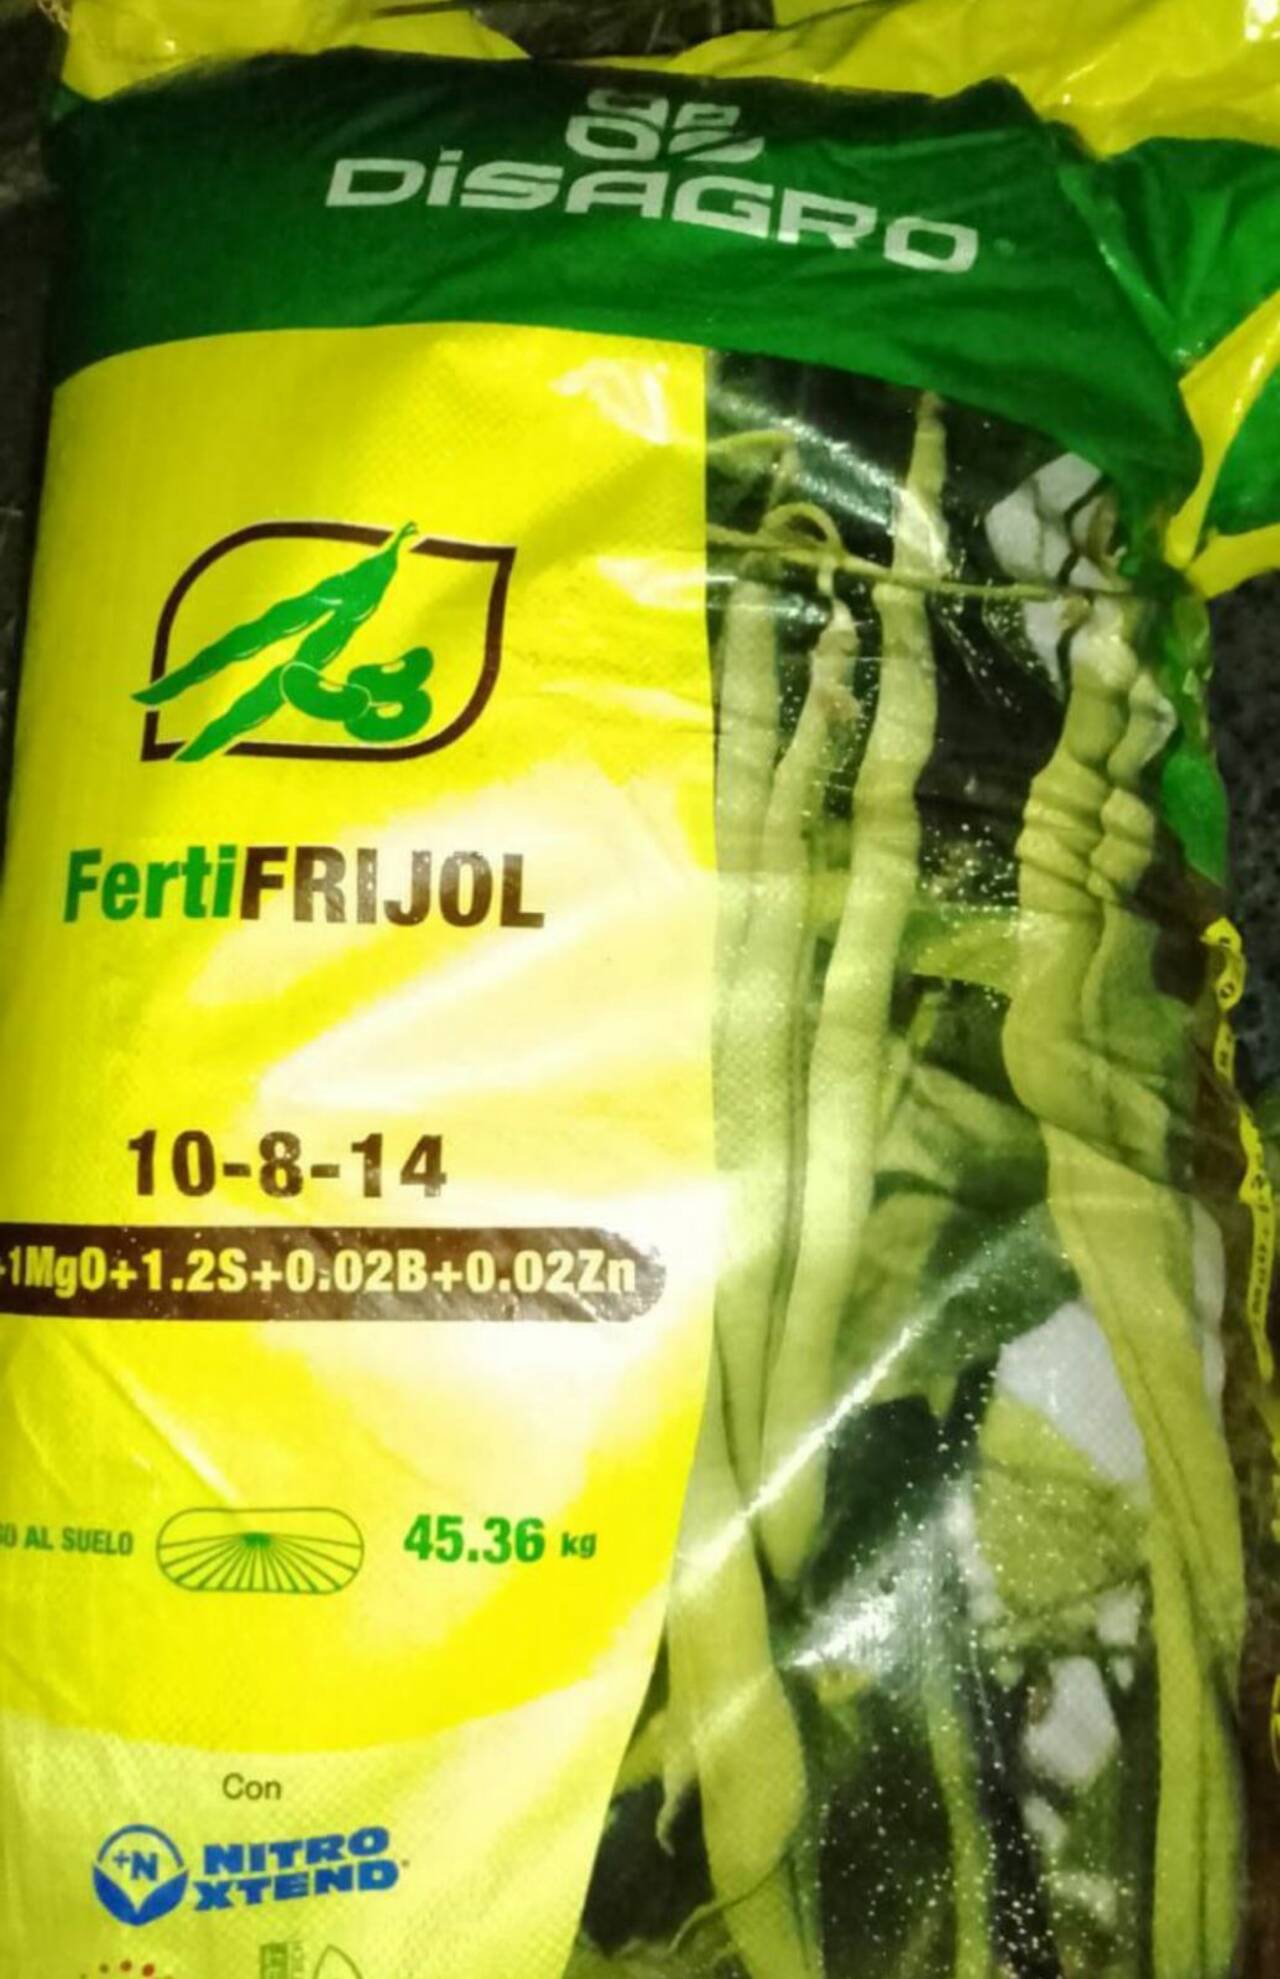 DISAGRO
FertiFRIJOL
10-8-14
+1MgO+1.2S+0.02B+0.02Zn
AL SUELO
45.36 kg
Con
+N
NITRO
XTEND